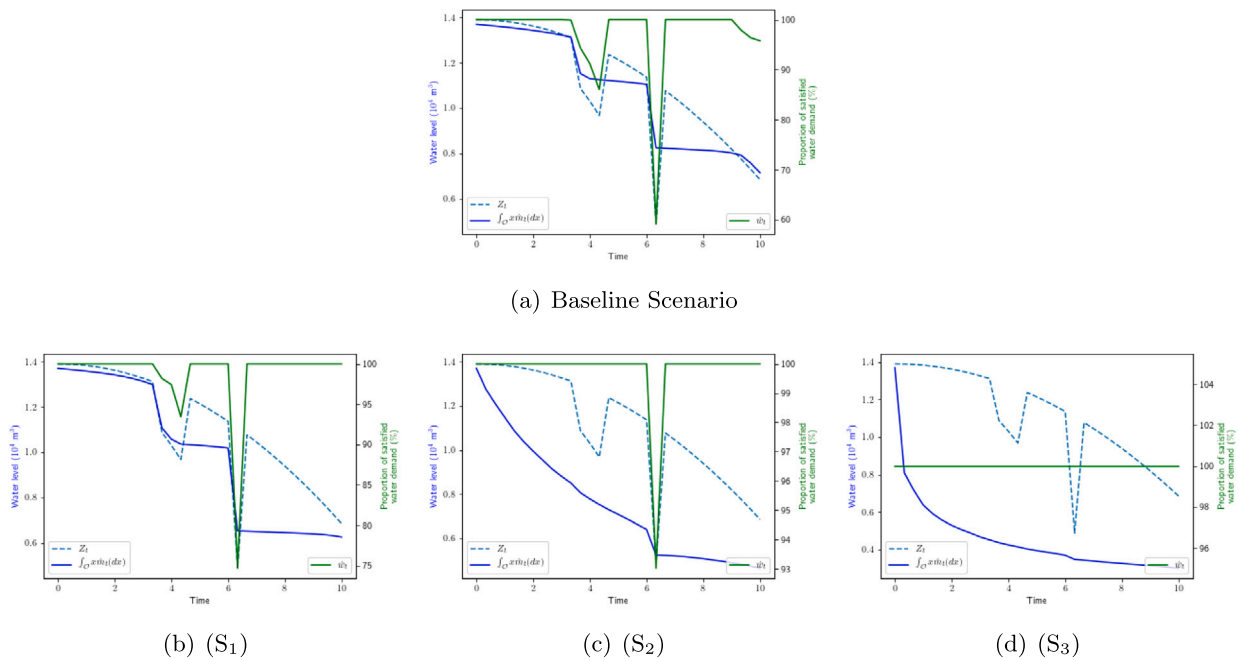 1.4
1.2
1.0
0.8
0.6
100
90
80
70
60
Water level (10⁴ m³)
Proportion of satisfied
water demand (%)
Z_t
∫_𝒪 xm̂_t(dx)
ŵ_t
0 2 4 6 8 10
Time
(a) Baseline Scenario
1.4
1.2
1.0
0.8
0.6
100
95
90
85
80
75
Water level (10⁴ m³)
Proportion of satisfied
water demand (%)
Z_t
∫_𝒪 xm̂_t(dx)
ŵ_t
0 2 4 6 8 10
Time
(b) (S₁)
1.4
1.2
1.0
0.8
0.6
100
99
98
97
96
95
94
93
Water level (10⁴ m³)
Proportion of satisfied
water demand (%)
Z_t
∫_𝒪 xm̂_t(dx)
ŵ_t
0 2 4 6 8 10
Time
(c) (S₂)
1.4
1.2
1.0
0.8
0.6
0.4
104
102
100
98
96
Water level (10⁴ m³)
Proportion of satisfied
water demand (%)
Z_t
∫_𝒪 xm̂_t(dx)
ŵ_t
0 2 4 6 8 10
Time
(d) (S₃)